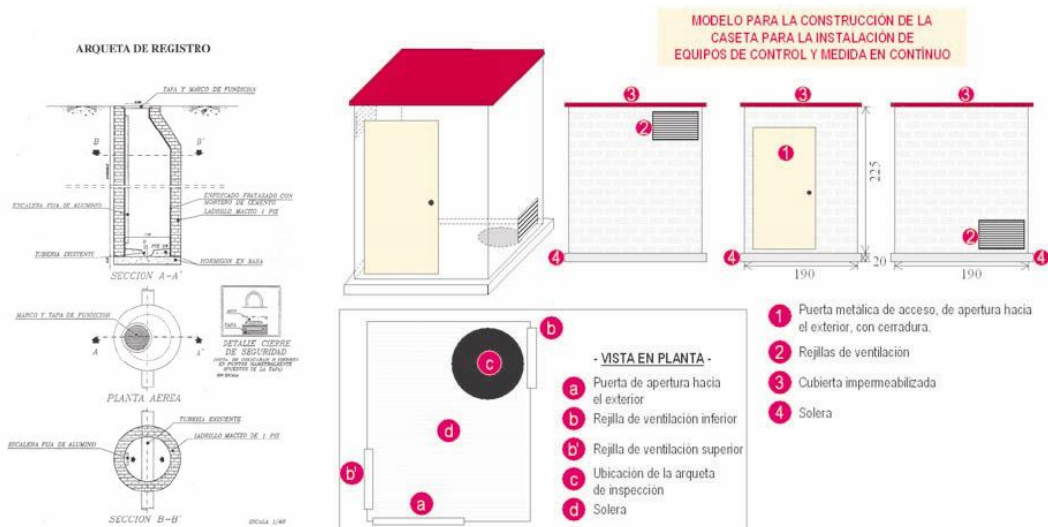 ARQUETA DE REGISTRO
TAPA Y MARCO DE FUNDICION
B
B'
ENFOSCADO FRATASADO CON
MORTERO DE CEMENTO
ESCALERA FIJA DE ALUMINIO
LADRILLO MACIZO 1 PIE
TUBERIA EXISTENTE
HORMIGON EN MASA
SECCION A-A'
MARCO Y TAPA DE FUNDICION
TAPA
A
A'
DETALLE CIERRE
DE SEGURIDAD
PLANTA AEREA
TUBERIA EXISTENTE
ESCALERA FIJA DE ALUMINIO
LADRILLO MACIZO DE 1 PIE
SECCION B-B'
ESCALA 1/40
MODELO PARA LA CONSTRUCCIÓN DE LA
CASETA PARA LA INSTALACIÓN DE
EQUIPOS DE CONTROL Y MEDIDA EN CONTÍNUO
3
3
3
2
1
225
2
4
4
190
20
190
4
1 Puerta metálica de acceso, de apertura hacia
el exterior, con cerradura.
2 Rejillas de ventilación
3 Cubierta impermeabilizada
4 Solera
b
c
d
b'
a
- VISTA EN PLANTA -
a Puerta de apertura hacia
el exterior
b Rejilla de ventilación inferior
b' Rejilla de ventilación superior
c Ubicación de la arqueta
de inspección
d Solera